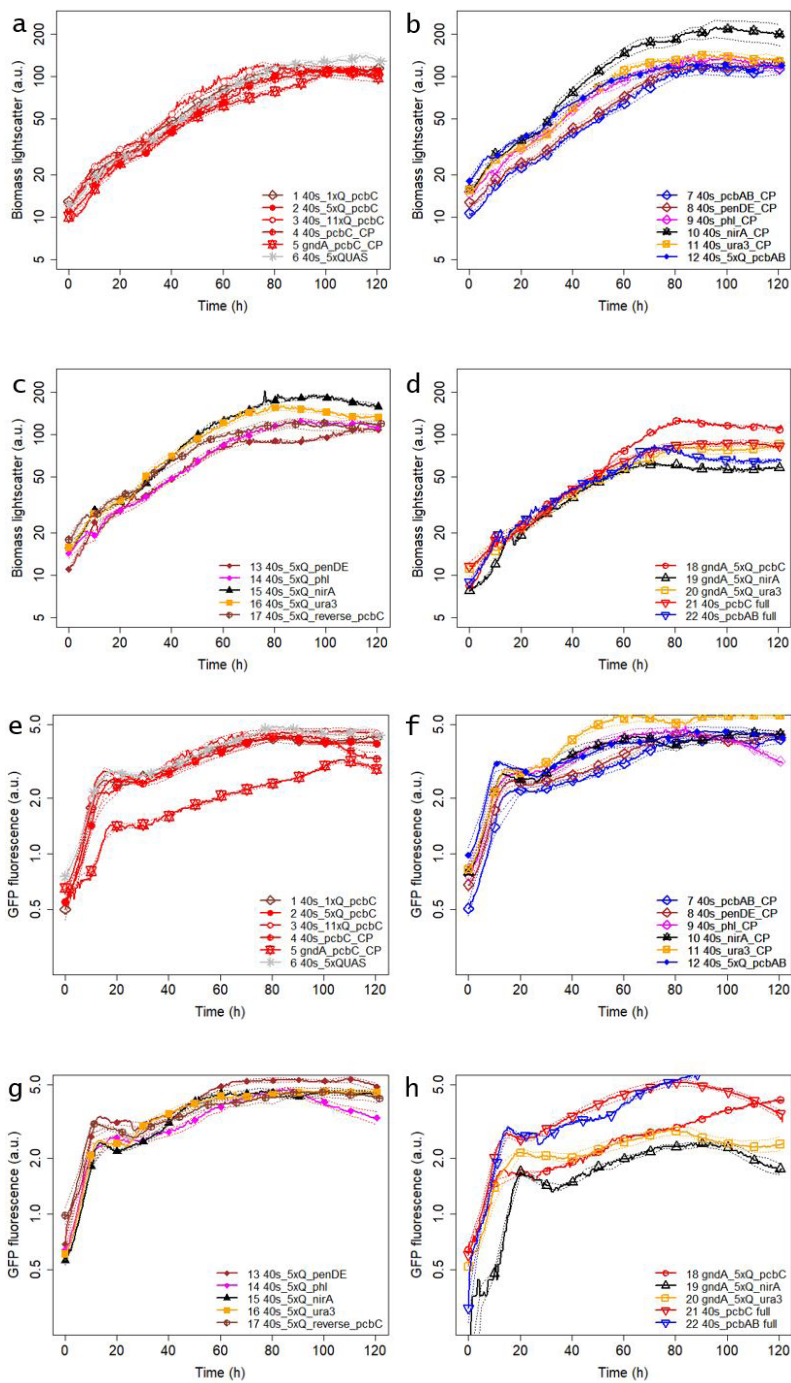 a
Biomass lightscatter (a.u.)
200
100
50
20
10
5
1 40s_1xQ_pcbC
2 40s_5xQ_pcbC
3 40s_11xQ_pcbC
4 40s_pcbC_CP
5 gndA_pcbC_CP
6 40s_5xQUAS
0 20 40 60 80 100 120
Time (h)
b
Biomass lightscatter (a.u.)
200
100
50
20
10
5
7 40s_pcbAB_CP
8 40s_penDE_CP
9 40s_phl_CP
10 40s_nirA_CP
11 40s_ura3_CP
12 40s_5xQ_pcbAB
0 20 40 60 80 100 120
Time (h)
c
Biomass lightscatter (a.u.)
200
100
50
20
10
5
13 40s_5xQ_penDE
14 40s_5xQ_phl
15 40s_5xQ_nirA
16 40s_5xQ_ura3
17 40s_5xQ_reverse_pcbC
0 20 40 60 80 100 120
Time (h)
d
Biomass lightscatter (a.u.)
200
100
50
20
10
5
18 gndA_5xQ_pcbC
19 gndA_5xQ_nirA
20 gndA_5xQ_ura3
21 40s_pcbC full
22 40s_pcbAB full
0 20 40 60 80 100 120
Time (h)
e
GFP fluorescence (a.u.)
5.0
2.0
1.0
0.5
1 40s_1xQ_pcbC
2 40s_5xQ_pcbC
3 40s_11xQ_pcbC
4 40s_pcbC_CP
5 gndA_pcbC_CP
6 40s_5xQUAS
0 20 40 60 80 100 120
Time (h)
f
GFP fluorescence (a.u.)
5.0
2.0
1.0
0.5
7 40s_pcbAB_CP
8 40s_penDE_CP
9 40s_phl_CP
10 40s_nirA_CP
11 40s_ura3_CP
12 40s_5xQ_pcbAB
0 20 40 60 80 100 120
Time (h)
g
GFP fluorescence (a.u.)
5.0
2.0
1.0
0.5
13 40s_5xQ_penDE
14 40s_5xQ_phl
15 40s_5xQ_nirA
16 40s_5xQ_ura3
17 40s_5xQ_reverse_pcbC
0 20 40 60 80 100 120
Time (h)
h
GFP fluorescence (a.u.)
5.0
2.0
1.0
0.5
18 gndA_5xQ_pcbC
19 gndA_5xQ_nirA
20 gndA_5xQ_ura3
21 40s_pcbC full
22 40s_pcbAB full
0 20 40 60 80 100 120
Time (h)